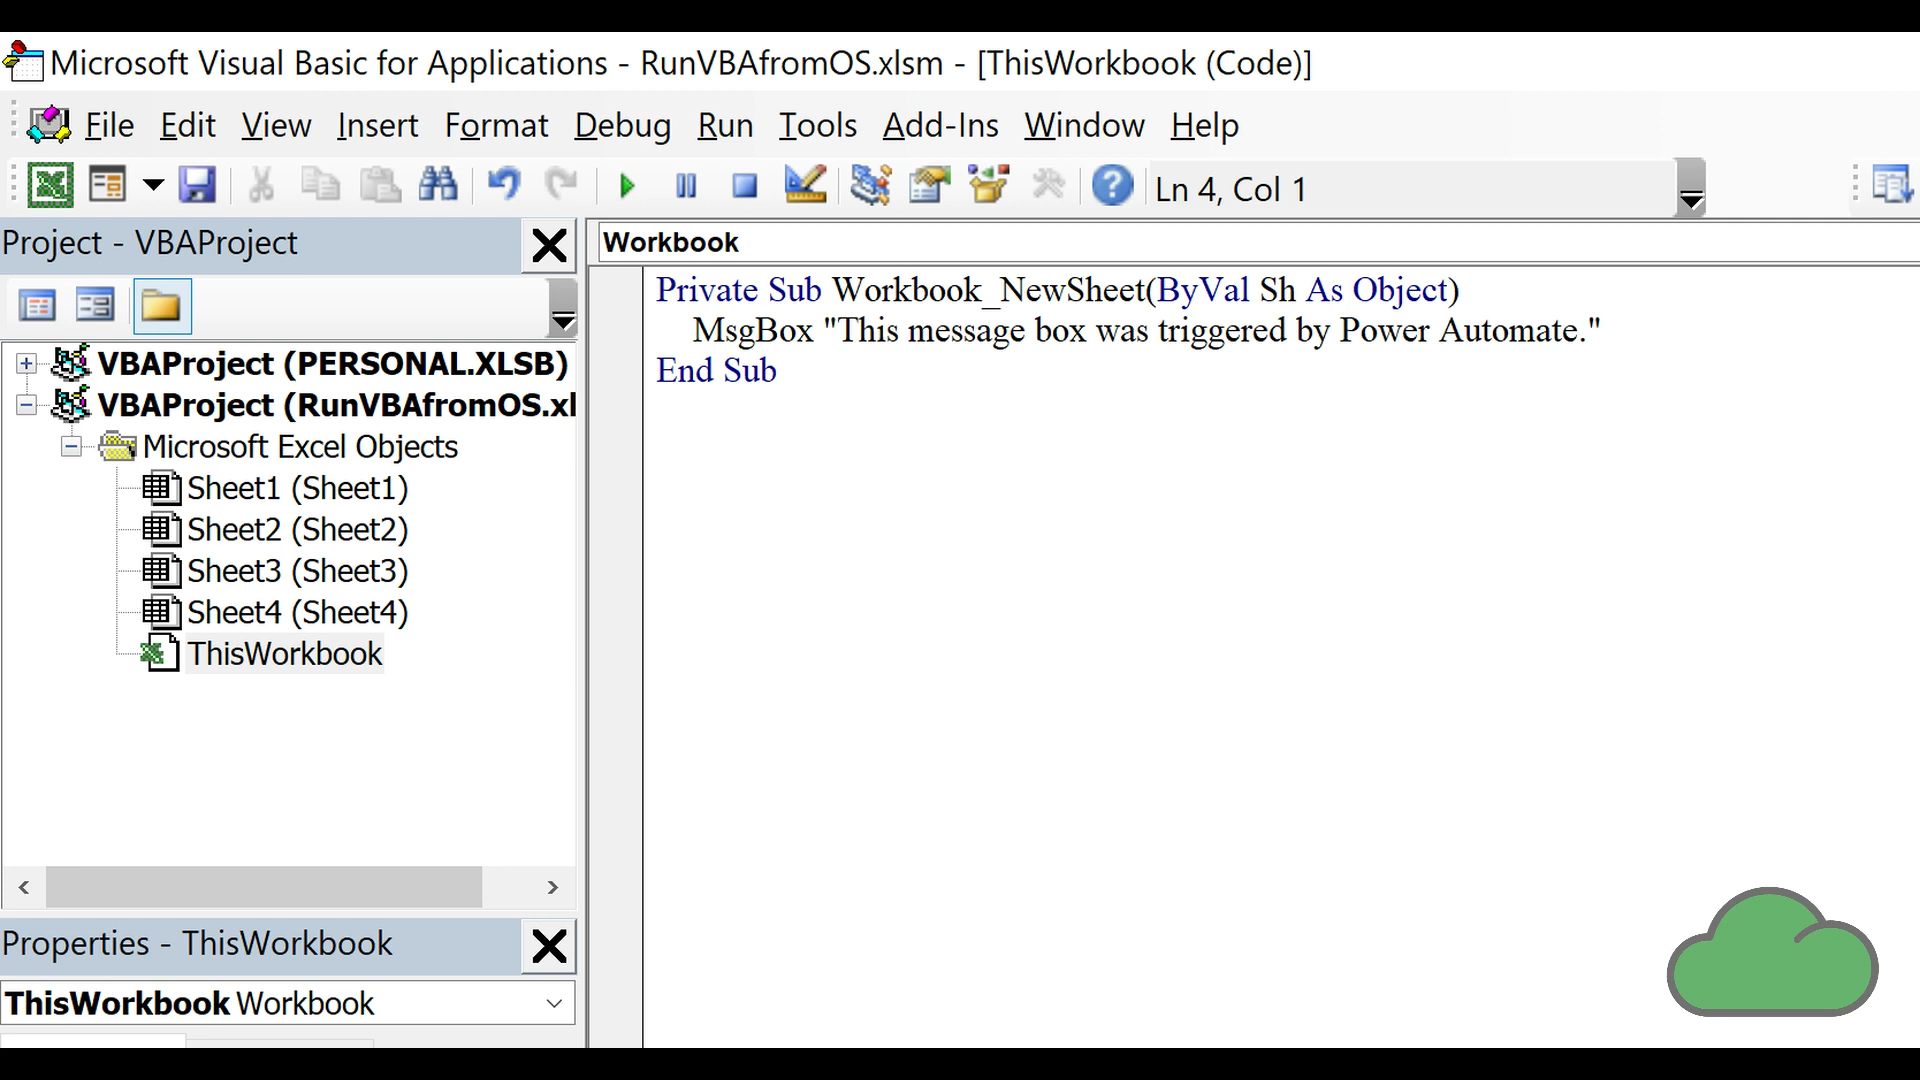 Microsoft Visual Basic for Applications - RunVBAfromOS.xlsm - [ThisWorkbook (Code)]
File Edit View Insert Format Debug Run Tools Add-Ins Window Help
Ln 4, Col 1
Project - VBAProject
Workbook
Private Sub Workbook_NewSheet(ByVal Sh As Object)
MsgBox "This message box was triggered by Power Automate."
End Sub
VBAProject (PERSONAL.XLSB)
VBAProject (RunVBAfromOS.xl
Microsoft Excel Objects
Sheet1 (Sheet1)
Sheet2 (Sheet2)
Sheet3 (Sheet3)
Sheet4 (Sheet4)
ThisWorkbook
Properties - ThisWorkbook
ThisWorkbook Workbook